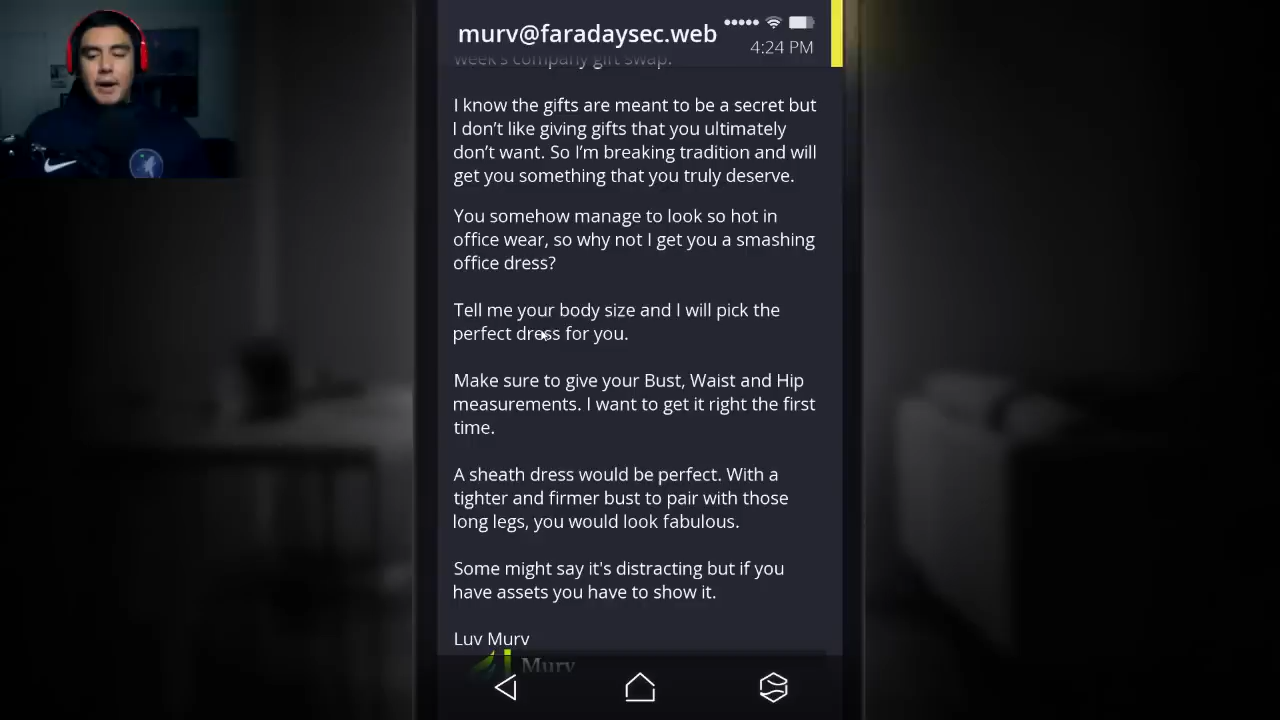 murv@faradaysec.web
4:24 PM
week's company gift swap.
I know the gifts are meant to be a secret but
I don't like giving gifts that you ultimately
don't want. So I'm breaking tradition and will
get you something that you truly deserve.
You somehow manage to look so hot in
office wear, so why not I get you a smashing
office dress?
Tell me your body size and I will pick the
perfect dress for you.
Make sure to give your Bust, Waist and Hip
measurements. I want to get it right the first
time.
A sheath dress would be perfect. With a
tighter and firmer bust to pair with those
long legs, you would look fabulous.
Some might say it's distracting but if you
have assets you have to show it.
Luv Murv
Murv